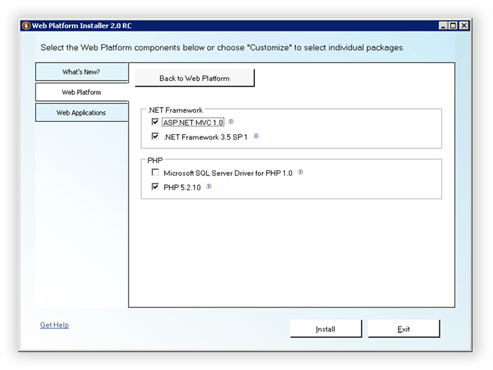 Web Platform Installer 2.0 RC
Select the Web Platform components below or choose "Customize" to select individual packages.
What's New?
Web Platform
Web Applications
Back to Web Platform
.NET Framework
ASP.NET MVC 1.0
.NET Framework 3.5 SP 1
PHP
Microsoft SQL Server Driver for PHP 1.0
PHP 5.2.10
Get Help
Install
Exit